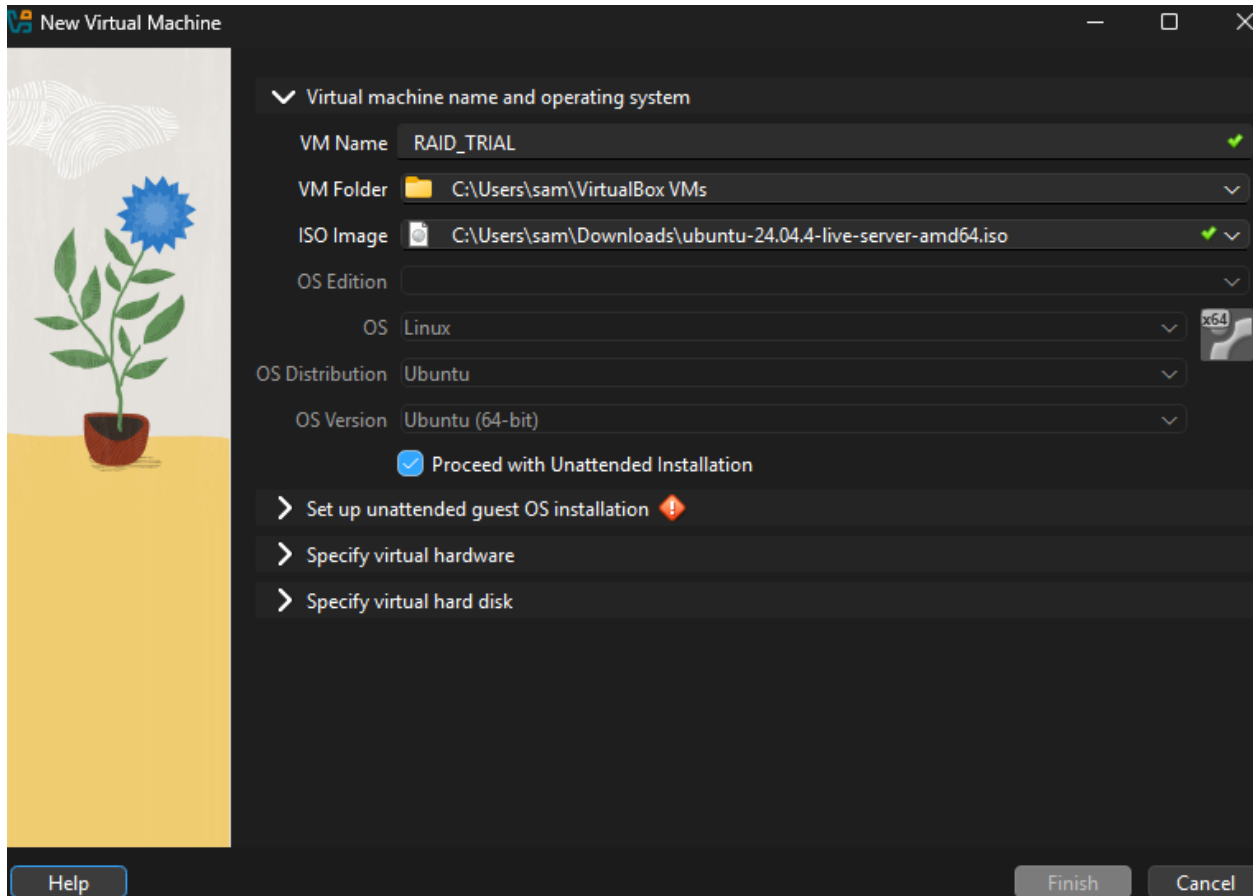 New Virtual Machine
Virtual machine name and operating system
VM Name RAID_TRIAL
VM Folder C:\Users\sam\VirtualBox VMs
ISO Image C:\Users\sam\Downloads\ubuntu-24.04.4-live-server-amd64.iso
OS Edition
OS Linux
x64
OS Distribution Ubuntu
OS Version Ubuntu (64-bit)
Proceed with Unattended Installation
Set up unattended guest OS installation
Specify virtual hardware
Specify virtual hard disk
Help Finish Cancel